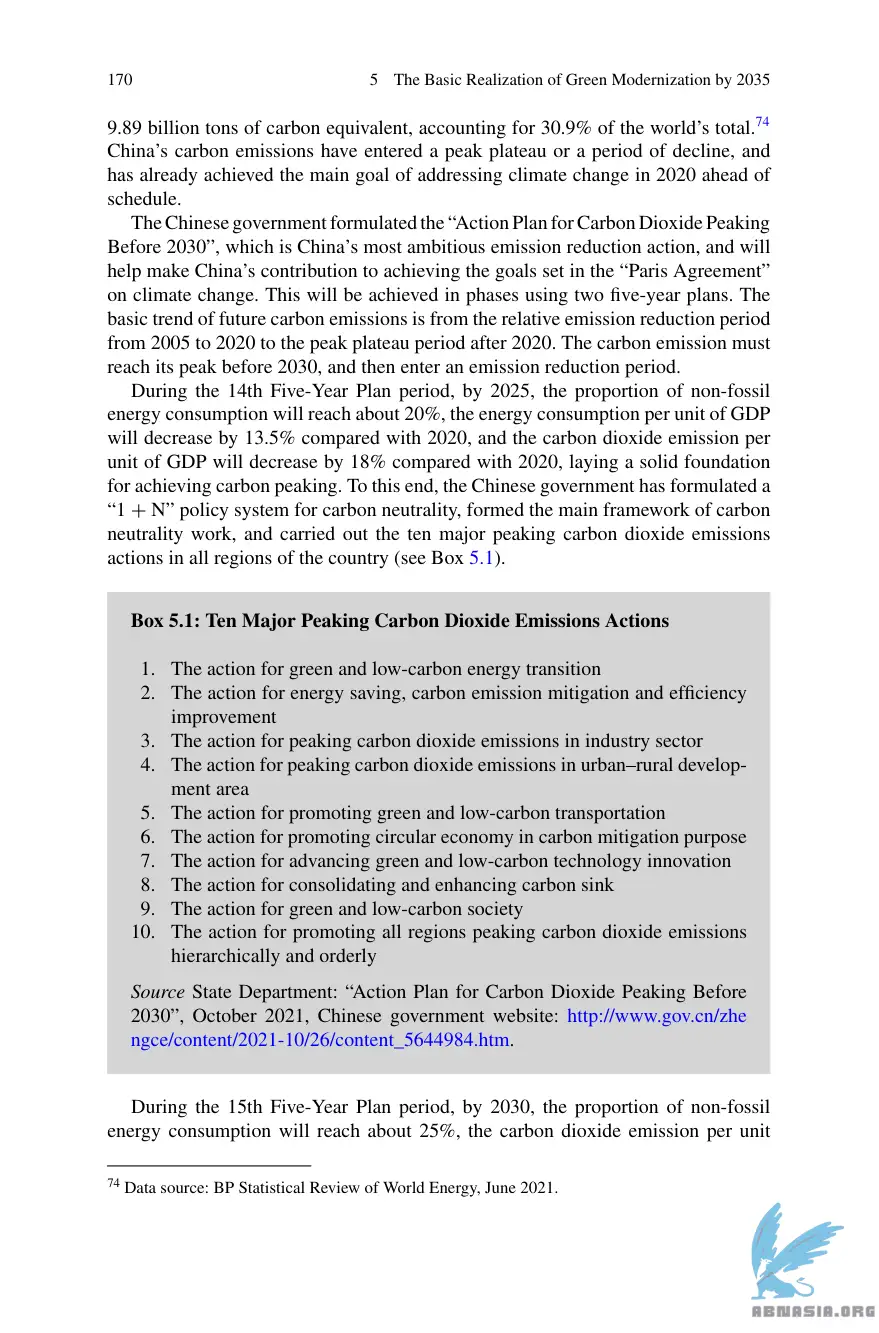 170 5 The Basic Realization of Green Modernization by 2035
9.89 billion tons of carbon equivalent, accounting for 30.9% of the world’s total.74
China’s carbon emissions have entered a peak plateau or a period of decline, and
has already achieved the main goal of addressing climate change in 2020 ahead of
schedule.
The Chinese government formulated the “Action Plan for Carbon Dioxide Peaking
Before 2030”, which is China’s most ambitious emission reduction action, and will
help make China’s contribution to achieving the goals set in the “Paris Agreement”
on climate change. This will be achieved in phases using two five-year plans. The
basic trend of future carbon emissions is from the relative emission reduction period
from 2005 to 2020 to the peak plateau period after 2020. The carbon emission must
reach its peak before 2030, and then enter an emission reduction period.
During the 14th Five-Year Plan period, by 2025, the proportion of non-fossil
energy consumption will reach about 20%, the energy consumption per unit of GDP
will decrease by 13.5% compared with 2020, and the carbon dioxide emission per
unit of GDP will decrease by 18% compared with 2020, laying a solid foundation
for achieving carbon peaking. To this end, the Chinese government has formulated a
“1 + N” policy system for carbon neutrality, formed the main framework of carbon
neutrality work, and carried out the ten major peaking carbon dioxide emissions
actions in all regions of the country (see Box 5.1).
Box 5.1: Ten Major Peaking Carbon Dioxide Emissions Actions
1. The action for green and low-carbon energy transition
2. The action for energy saving, carbon emission mitigation and efficiency
improvement
3. The action for peaking carbon dioxide emissions in industry sector
4. The action for peaking carbon dioxide emissions in urban–rural develop-
ment area
5. The action for promoting green and low-carbon transportation
6. The action for promoting circular economy in carbon mitigation purpose
7. The action for advancing green and low-carbon technology innovation
8. The action for consolidating and enhancing carbon sink
9. The action for green and low-carbon society
10. The action for promoting all regions peaking carbon dioxide emissions
hierarchically and orderly
Source State Department: “Action Plan for Carbon Dioxide Peaking Before
2030”, October 2021, Chinese government website: http://www.gov.cn/zhe
ngce/content/2021-10/26/content_5644984.htm.
During the 15th Five-Year Plan period, by 2030, the proportion of non-fossil
energy consumption will reach about 25%, the carbon dioxide emission per unit
74 Data source: BP Statistical Review of World Energy, June 2021.
ABNASIA.ORG